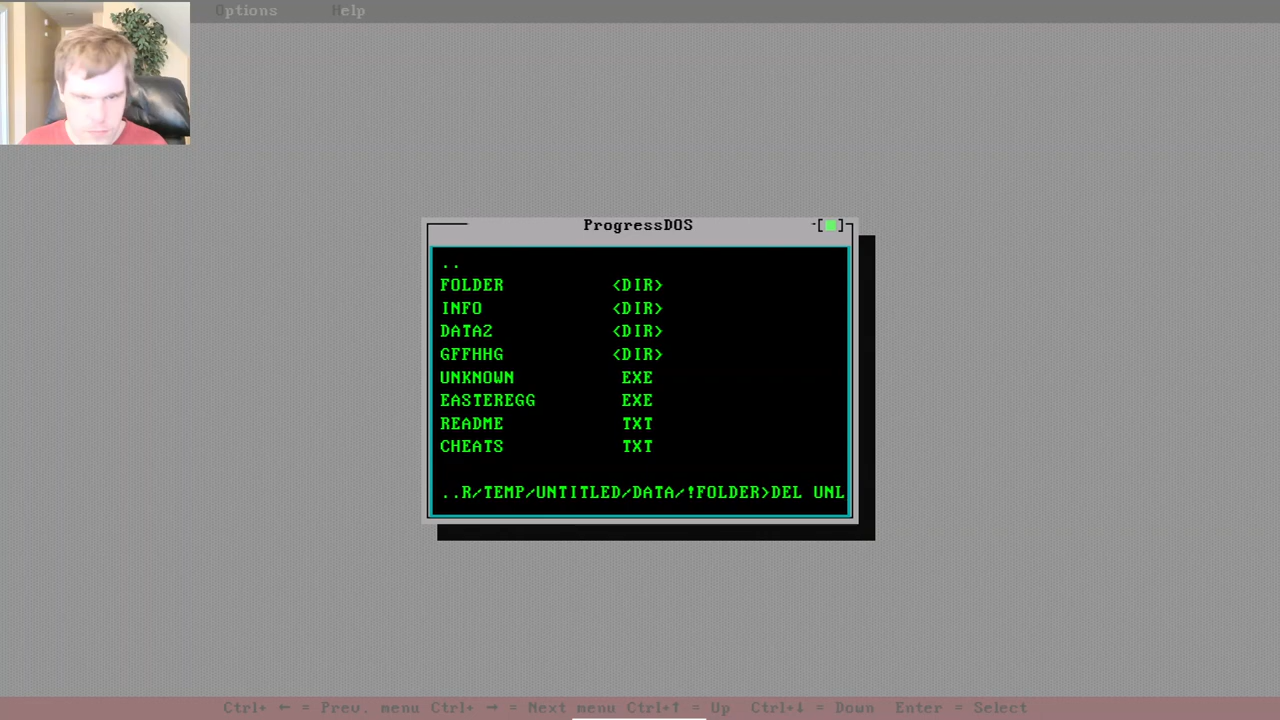 Options Help
ProgressDOS
..
FOLDER <DIR>
INFO <DIR>
DATA2 <DIR>
GFFHHG <DIR>
UNKNOWN EXE
EASTEREGG EXE
README TXT
CHEATS TXT
..R/TEMP/UNTITLED/DATA/!FOLDER>DEL UNL
Ctrl+ ← = Prev. menu Ctrl+ → = Next menu Ctrl+↑ = Up Ctrl+↓ = Down Enter = Select